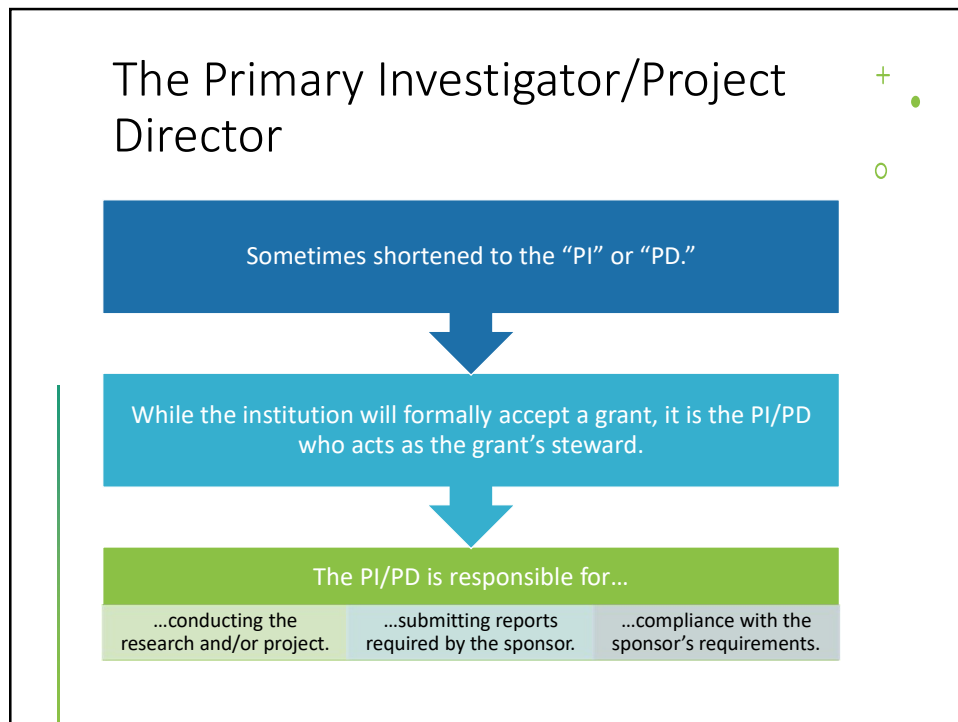 The Primary Investigator/Project
Director
Sometimes shortened to the “PI” or “PD.”
While the institution will formally accept a grant, it is the PI/PD
who acts as the grant’s steward.
The PI/PD is responsible for…
…conducting the
research and/or project.
…submitting reports
required by the sponsor.
…compliance with the
sponsor’s requirements.